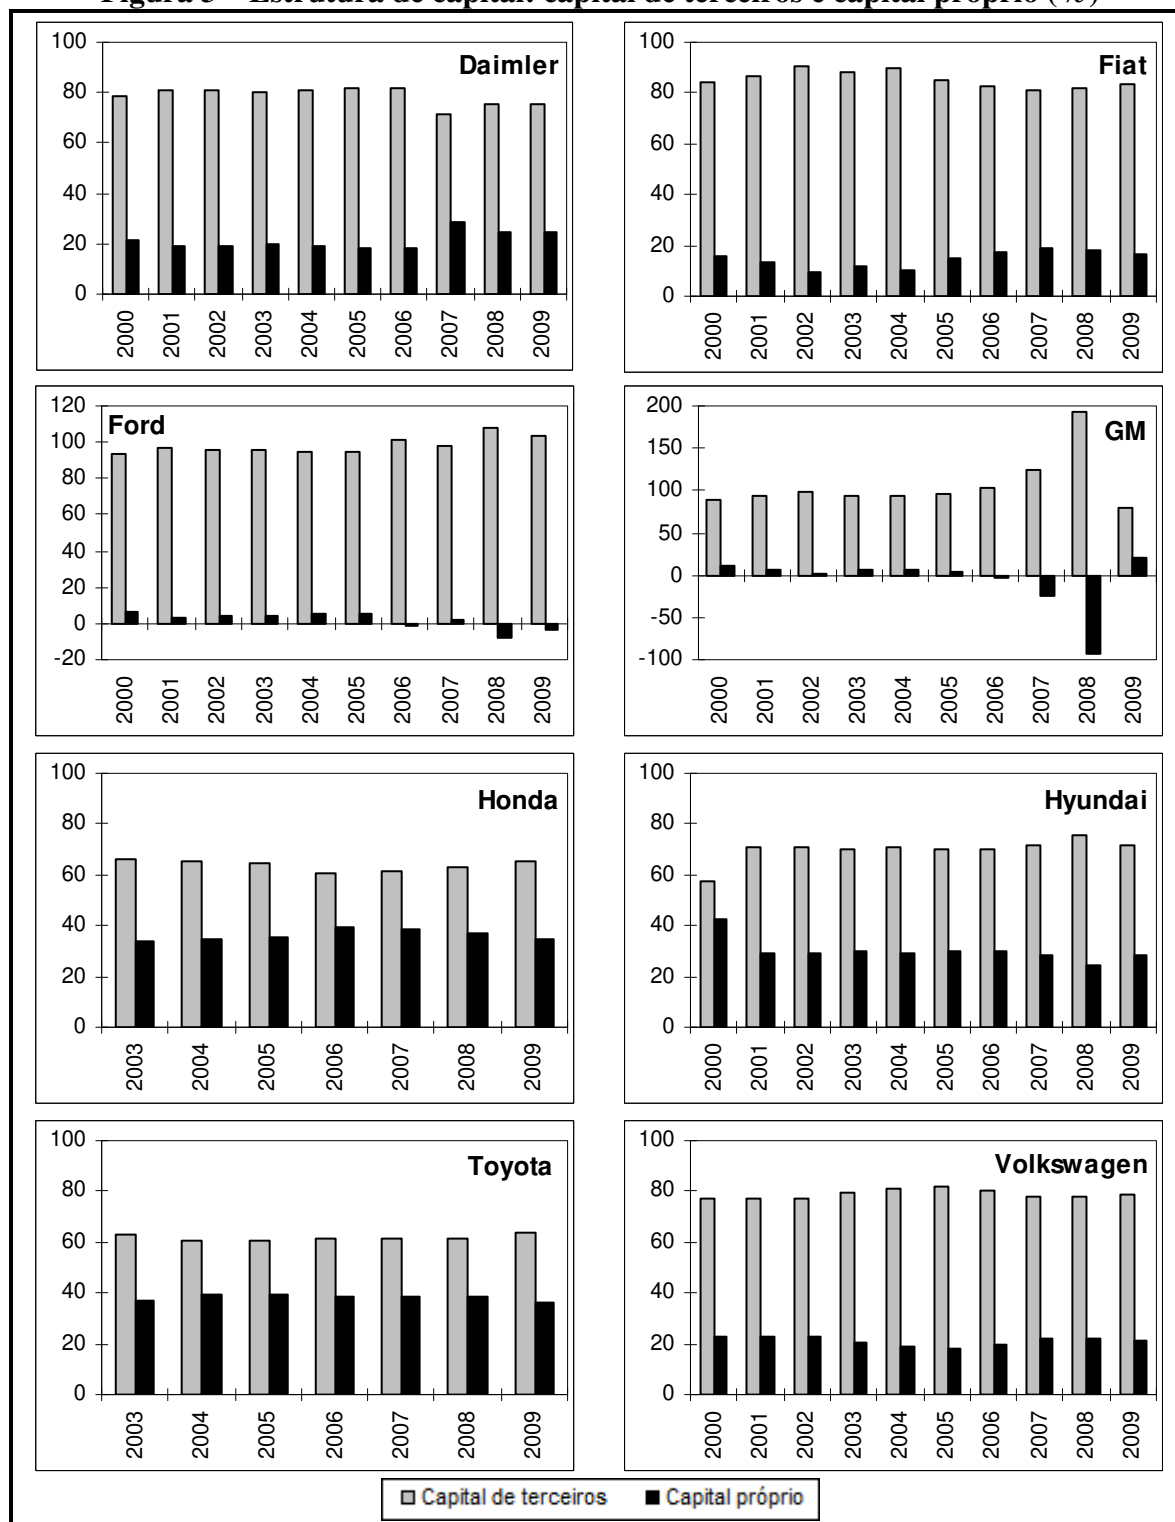 Figura 3 – Estrutura de capital: capital de terceiros e capital próprio (%)
Daimler
100
80
60
40
20
0
2000 2001 2002 2003 2004 2005 2006 2007 2008 2009
Fiat
100
80
60
40
20
0
2000 2001 2002 2003 2004 2005 2006 2007 2008 2009
Ford
120
100
80
60
40
20
0
-20
2000 2001 2002 2003 2004 2005 2006 2007 2008 2009
GM
200
150
100
50
0
-50
-100
2000 2001 2002 2003 2004 2005 2006 2007 2008 2009
Honda
100
80
60
40
20
0
2003 2004 2005 2006 2007 2008 2009
Hyundai
100
80
60
40
20
0
2000 2001 2002 2003 2004 2005 2006 2007 2008 2009
Toyota
100
80
60
40
20
0
2003 2004 2005 2006 2007 2008 2009
Volkswagen
100
80
60
40
20
0
2000 2001 2002 2003 2004 2005 2006 2007 2008 2009
Capital de terceiros Capital próprio